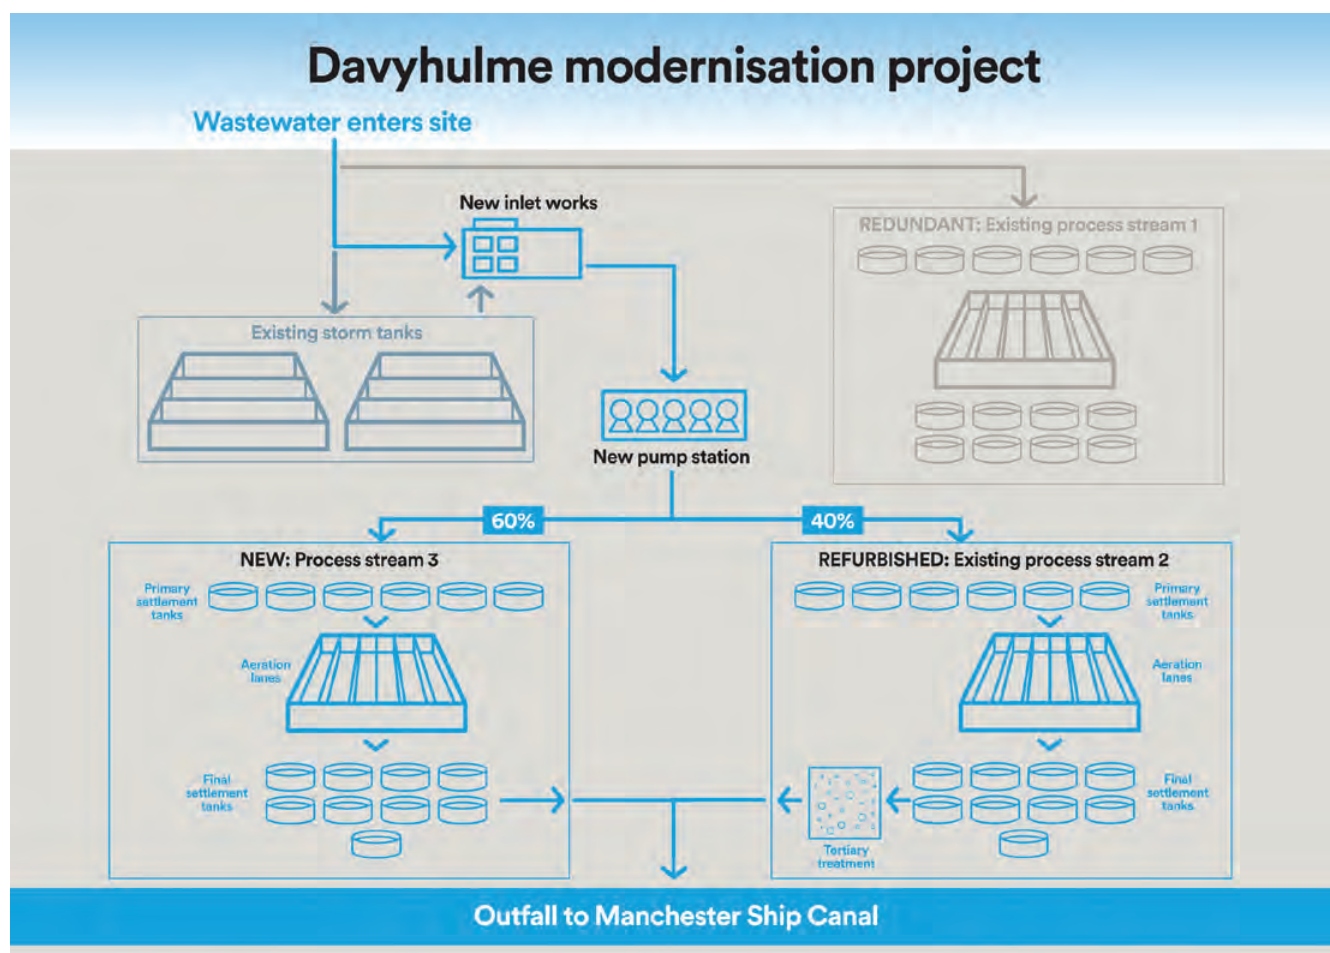 Davyhulme modernisation project
Wastewater enters site
New inlet works
REDUNDANT: Existing process stream 1
Existing storm tanks
New pump station
60%
40%
NEW: Process stream 3
REFURBISHED: Existing process stream 2
Primary
settlement
tanks
Primary
settlement
tanks
Aeration
lanes
Aeration
lanes
Final
settlement
tanks
Final
settlement
tanks
Tertiary
treatment
Outfall to Manchester Ship Canal